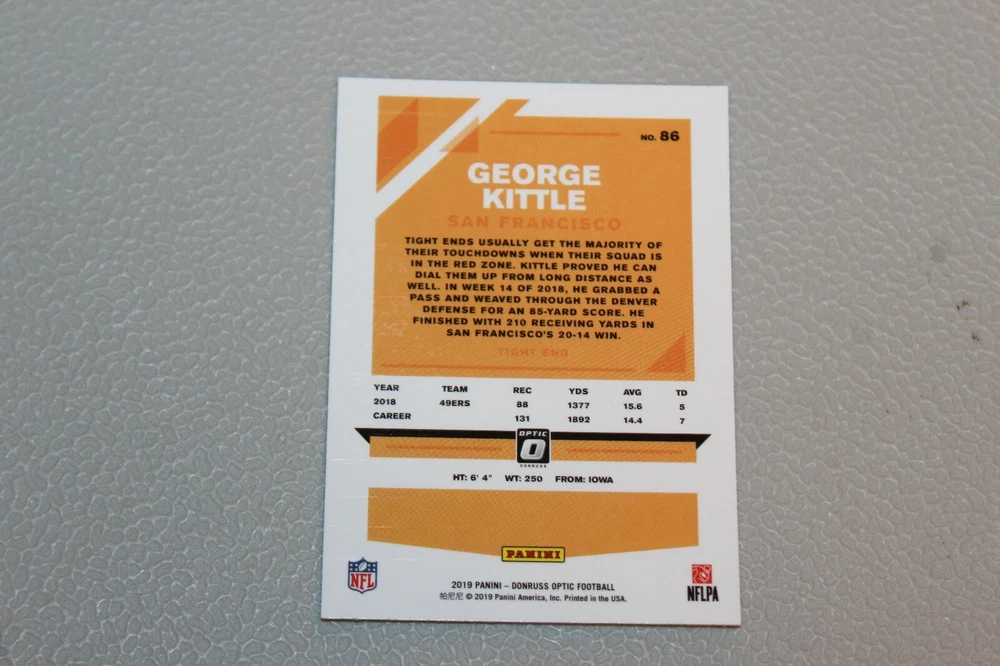 NO. 86
GEORGE
KITTLE
SAN FRANCISCO
TIGHT ENDS USUALLY GET THE MAJORITY OF
THEIR TOUCHDOWNS WHEN THEIR SQUAD IS
IN THE RED ZONE. KITTLE PROVED HE CAN
DIAL THEM UP FROM LONG DISTANCE AS
WELL. IN WEEK 14 OF 2018, HE GRABBED A
PASS AND WEAVED THROUGH THE DENVER
DEFENSE FOR AN 85-YARD SCORE. HE
FINISHED WITH 210 RECEIVING YARDS IN
SAN FRANCISCO'S 20-14 WIN.
TIGHT END
YEAR TEAM REC YDS AVG TD
2018 49ERS 88 1377 15.6 5
CAREER 131 1892 14.4 7
OPTIC
O
DONRUSS
HT: 6' 4" WT: 250 FROM: IOWA
PANINI
NFL
2019 PANINI – DONRUSS OPTIC FOOTBALL
帕尼尼 © 2019 Panini America, Inc. Printed in the USA.
NFLPA